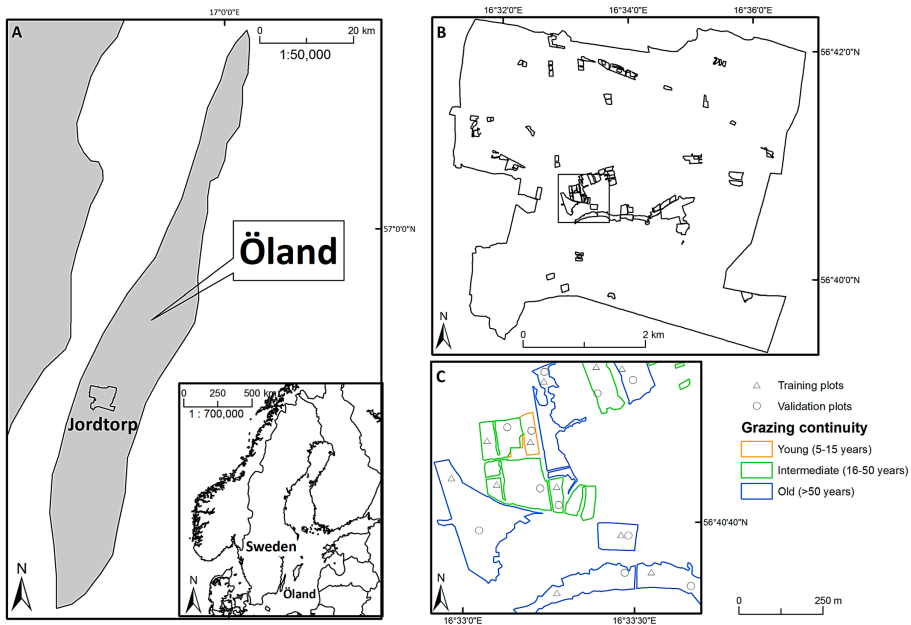 A
17°0'0"E
0 20 km
1:50,000
Öland
57°0'0"N
Jordtorp
N
0 250 500 km
1 : 700,000
Sweden
Öland
N
B
16°32'0"E 16°34'0"E 16°36'0"E
56°42'0"N
56°40'0"N
N
0 2 km
C
56°40'40"N
N
16°33'0"E 16°33'30"E
Training plots
Validation plots
Grazing continuity
Young (5-15 years)
Intermediate (16-50 years)
Old (>50 years)
0 250 m